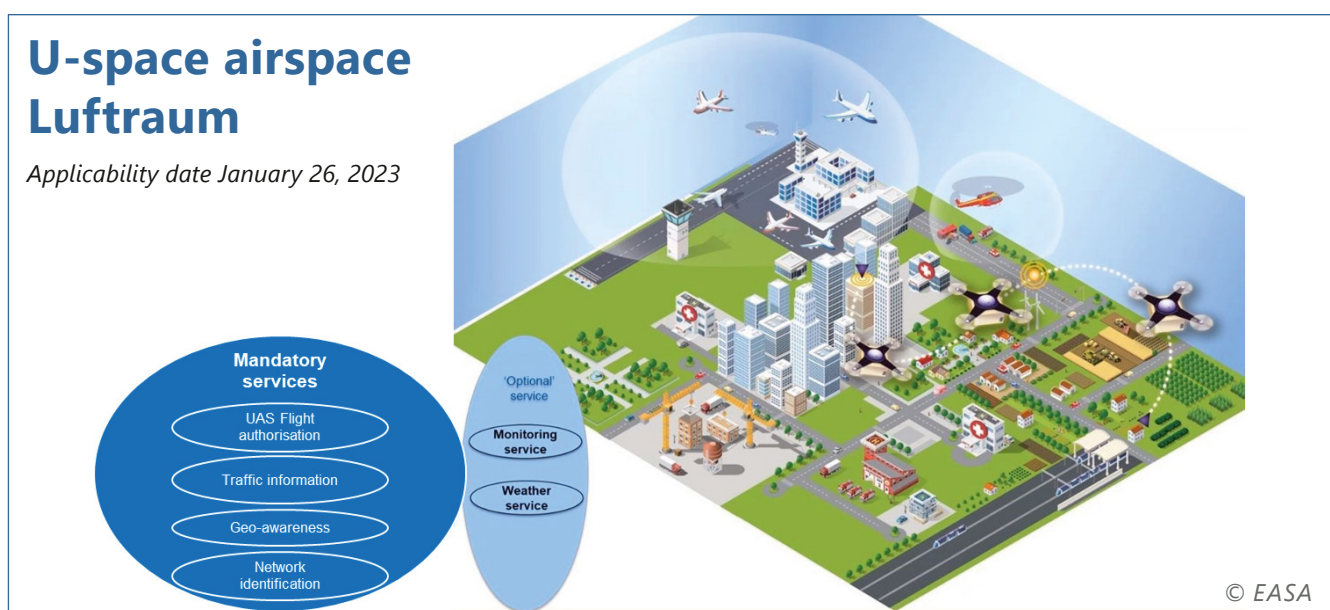 U-space airspace
Luftraum
Applicability date January 26, 2023
Mandatory
services
UAS Flight
authorisation
Traffic information
Geo-awareness
Network
identification
'Optional'
service
Monitoring
service
Weather
service
© EASA